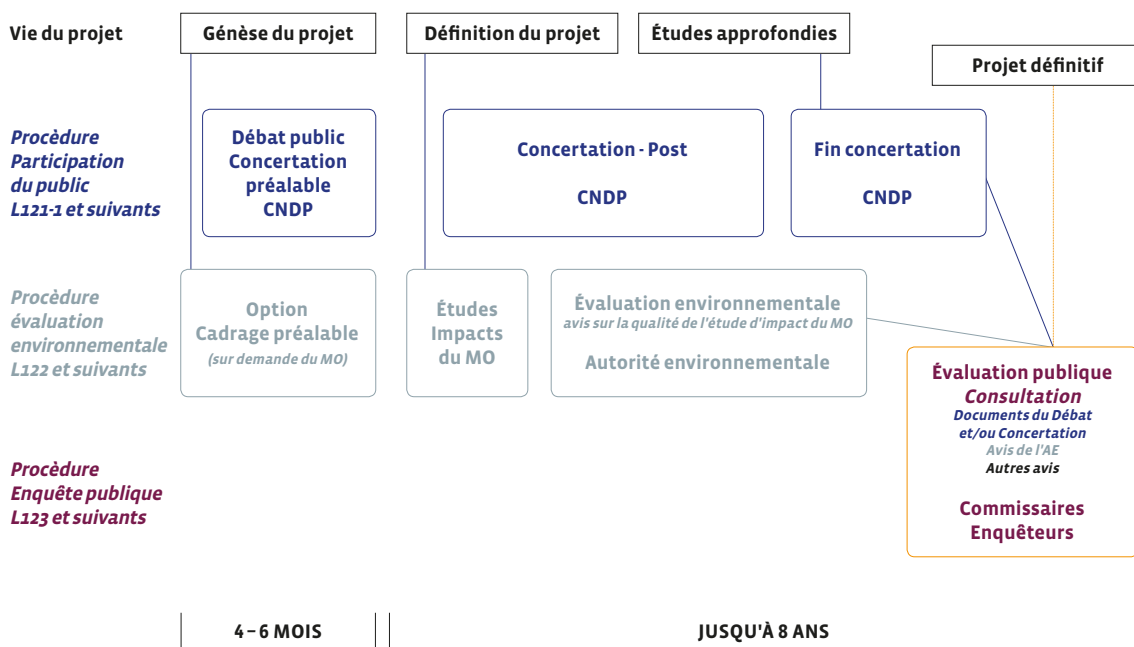 Vie du projet
Génèse du projet
Définition du projet
Études approfondies
Projet définitif
Procèdure
Participation
du public
L121-1 et suivants
Débat public
Concertation
préalable
CNDP
Concertation - Post
CNDP
Fin concertation
CNDP
Procèdure
évaluation
environnementale
L122 et suivants
Option
Cadrage préalable
(sur demande du MO)
Études
Impacts
du MO
Évaluation environnementale
avis sur la qualité de l'étude d'impact du MO
Autorité environnementale
Évaluation publique
Consultation
Documents du Débat
et/ou Concertation
Avis de l'AE
Autres avis
Commissaires
Enquêteurs
Procèdure
Enquête publique
L123 et suivants
4 – 6 MOIS
JUSQU'À 8 ANS